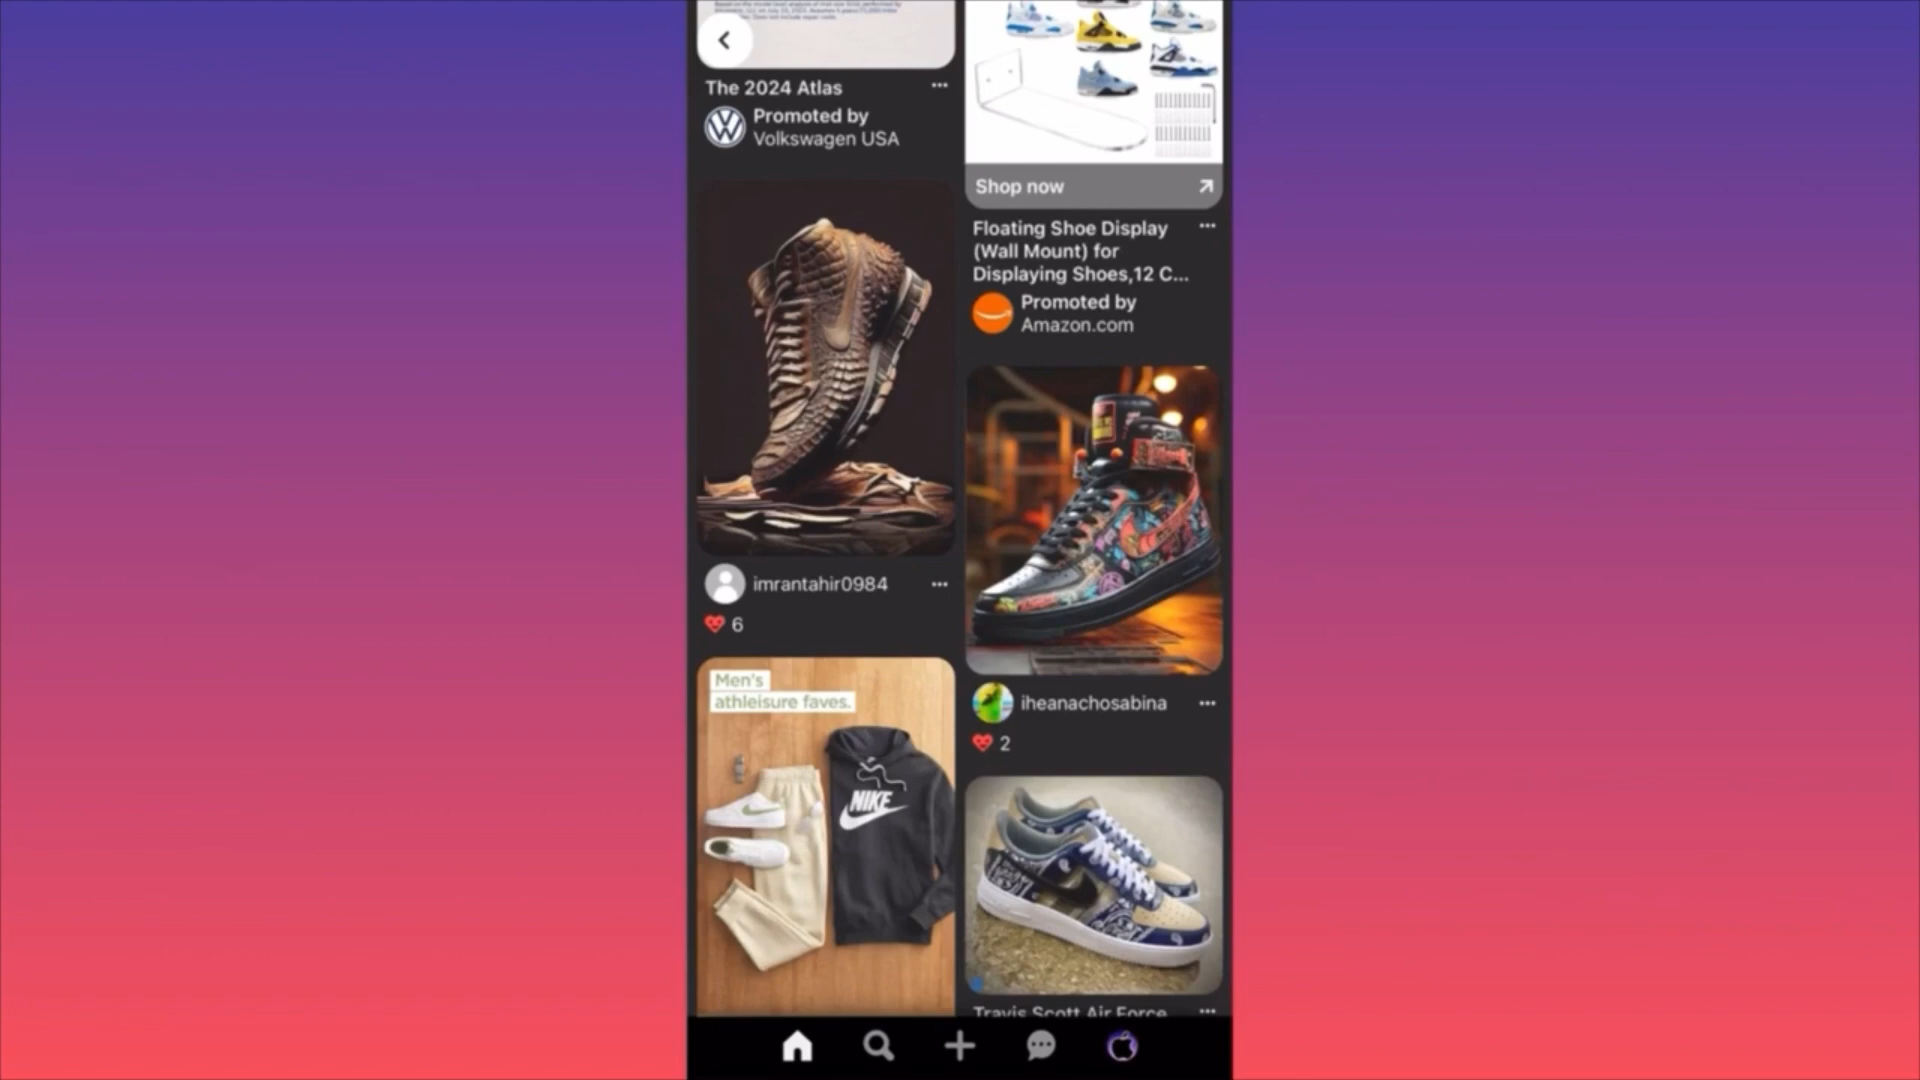 The 2024 Atlas
Promoted by
Volkswagen USA
imrantahir0984
6
Men's
athleisure faves.
NIKE
Shop now
Floating Shoe Display
(Wall Mount) for
Displaying Shoes,12 C...
Promoted by
Amazon.com
iheanachosabina
2
Travis Scott Air Force